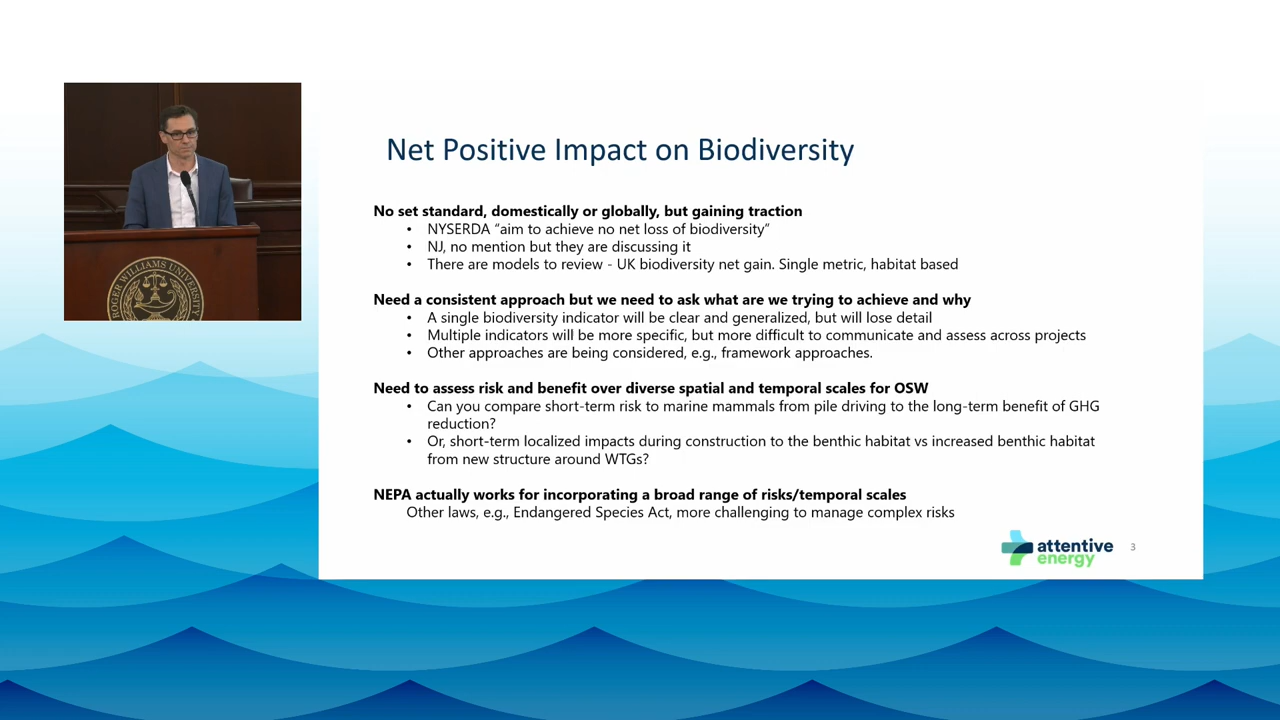 Net Positive Impact on Biodiversity
No set standard, domestically or globally, but gaining traction
• NYSERDA “aim to achieve no net loss of biodiversity”
• NJ, no mention but they are discussing it
• There are models to review - UK biodiversity net gain. Single metric, habitat based
Need a consistent approach but we need to ask what are we trying to achieve and why
• A single biodiversity indicator will be clear and generalized, but will lose detail
• Multiple indicators will be more specific, but more difficult to communicate and assess across projects
• Other approaches are being considered, e.g., framework approaches.
Need to assess risk and benefit over diverse spatial and temporal scales for OSW
• Can you compare short-term risk to marine mammals from pile driving to the long-term benefit of GHG
reduction?
• Or, short-term localized impacts during construction to the benthic habitat vs increased benthic habitat
from new structure around WTGs?
NEPA actually works for incorporating a broad range of risks/temporal scales
Other laws, e.g., Endangered Species Act, more challenging to manage complex risks
attentive
energy
3
ROGER WILLIAMS UNIVERSITY